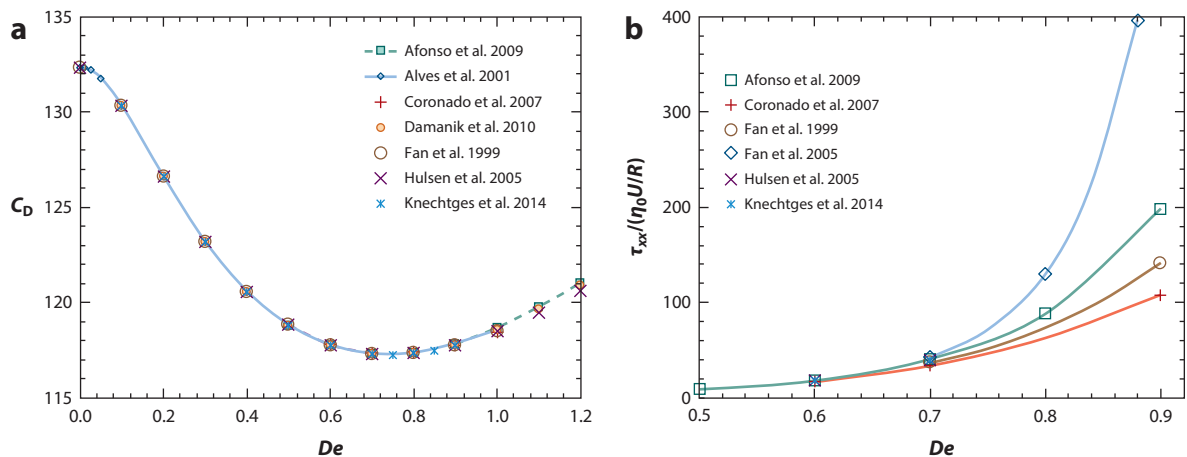 a
135
130
125
120
115
C_D
0.0 0.2 0.4 0.6 0.8 1.0 1.2
De
Afonso et al. 2009
Alves et al. 2001
Coronado et al. 2007
Damanik et al. 2010
Fan et al. 1999
Hulsen et al. 2005
Knechtges et al. 2014
b
400
300
200
100
0
τ_xx/(η_0U/R)
0.5 0.6 0.7 0.8 0.9
De
Afonso et al. 2009
Coronado et al. 2007
Fan et al. 1999
Fan et al. 2005
Hulsen et al. 2005
Knechtges et al. 2014